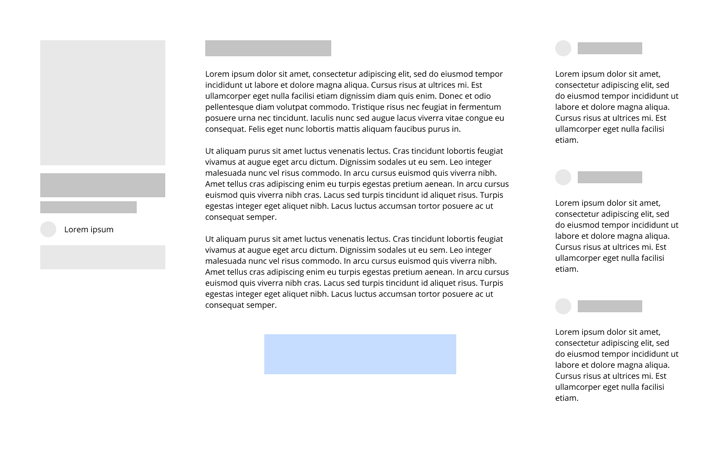 Lorem ipsum
Lorem ipsum dolor sit amet, consectetur adipiscing elit, sed do eiusmod tempor
incididunt ut labore et dolore magna aliqua. Cursus risus at ultrices mi. Est
ullamcorper eget nulla facilisi etiam dignissim diam quis enim. Donec et odio
pellentesque diam volutpat commodo. Tristique risus nec feugiat in fermentum
posuere urna nec tincidunt. Iaculis nunc sed augue lacus viverra vitae congue eu
consequat. Felis eget nunc lobortis mattis aliquam faucibus purus in.
Ut aliquam purus sit amet luctus venenatis lectus. Cras tincidunt lobortis feugiat
vivamus at augue eget arcu dictum. Dignissim sodales ut eu sem. Leo integer
malesuada nunc vel risus commodo. In arcu cursus euismod quis viverra nibh.
Amet tellus cras adipiscing enim eu turpis egestas pretium aenean. In arcu cursus
euismod quis viverra nibh cras. Lacus sed turpis tincidunt id aliquet risus. Turpis
egestas integer eget aliquet nibh. Lacus luctus accumsan tortor posuere ac ut
consequat semper.
Ut aliquam purus sit amet luctus venenatis lectus. Cras tincidunt lobortis feugiat
vivamus at augue eget arcu dictum. Dignissim sodales ut eu sem. Leo integer
malesuada nunc vel risus commodo. In arcu cursus euismod quis viverra nibh.
Amet tellus cras adipiscing enim eu turpis egestas pretium aenean. In arcu cursus
euismod quis viverra nibh cras. Lacus sed turpis tincidunt id aliquet risus. Turpis
egestas integer eget aliquet nibh. Lacus luctus accumsan tortor posuere ac ut
consequat semper.
Lorem ipsum dolor sit amet,
consectetur adipiscing elit, sed
do eiusmod tempor incididunt ut
labore et dolore magna aliqua.
Cursus risus at ultrices mi. Est
ullamcorper eget nulla facilisi
etiam.
Lorem ipsum dolor sit amet,
consectetur adipiscing elit, sed
do eiusmod tempor incididunt ut
labore et dolore magna aliqua.
Cursus risus at ultrices mi. Est
ullamcorper eget nulla facilisi
etiam.
Lorem ipsum dolor sit amet,
consectetur adipiscing elit, sed
do eiusmod tempor incididunt ut
labore et dolore magna aliqua.
Cursus risus at ultrices mi. Est
ullamcorper eget nulla facilisi
etiam.